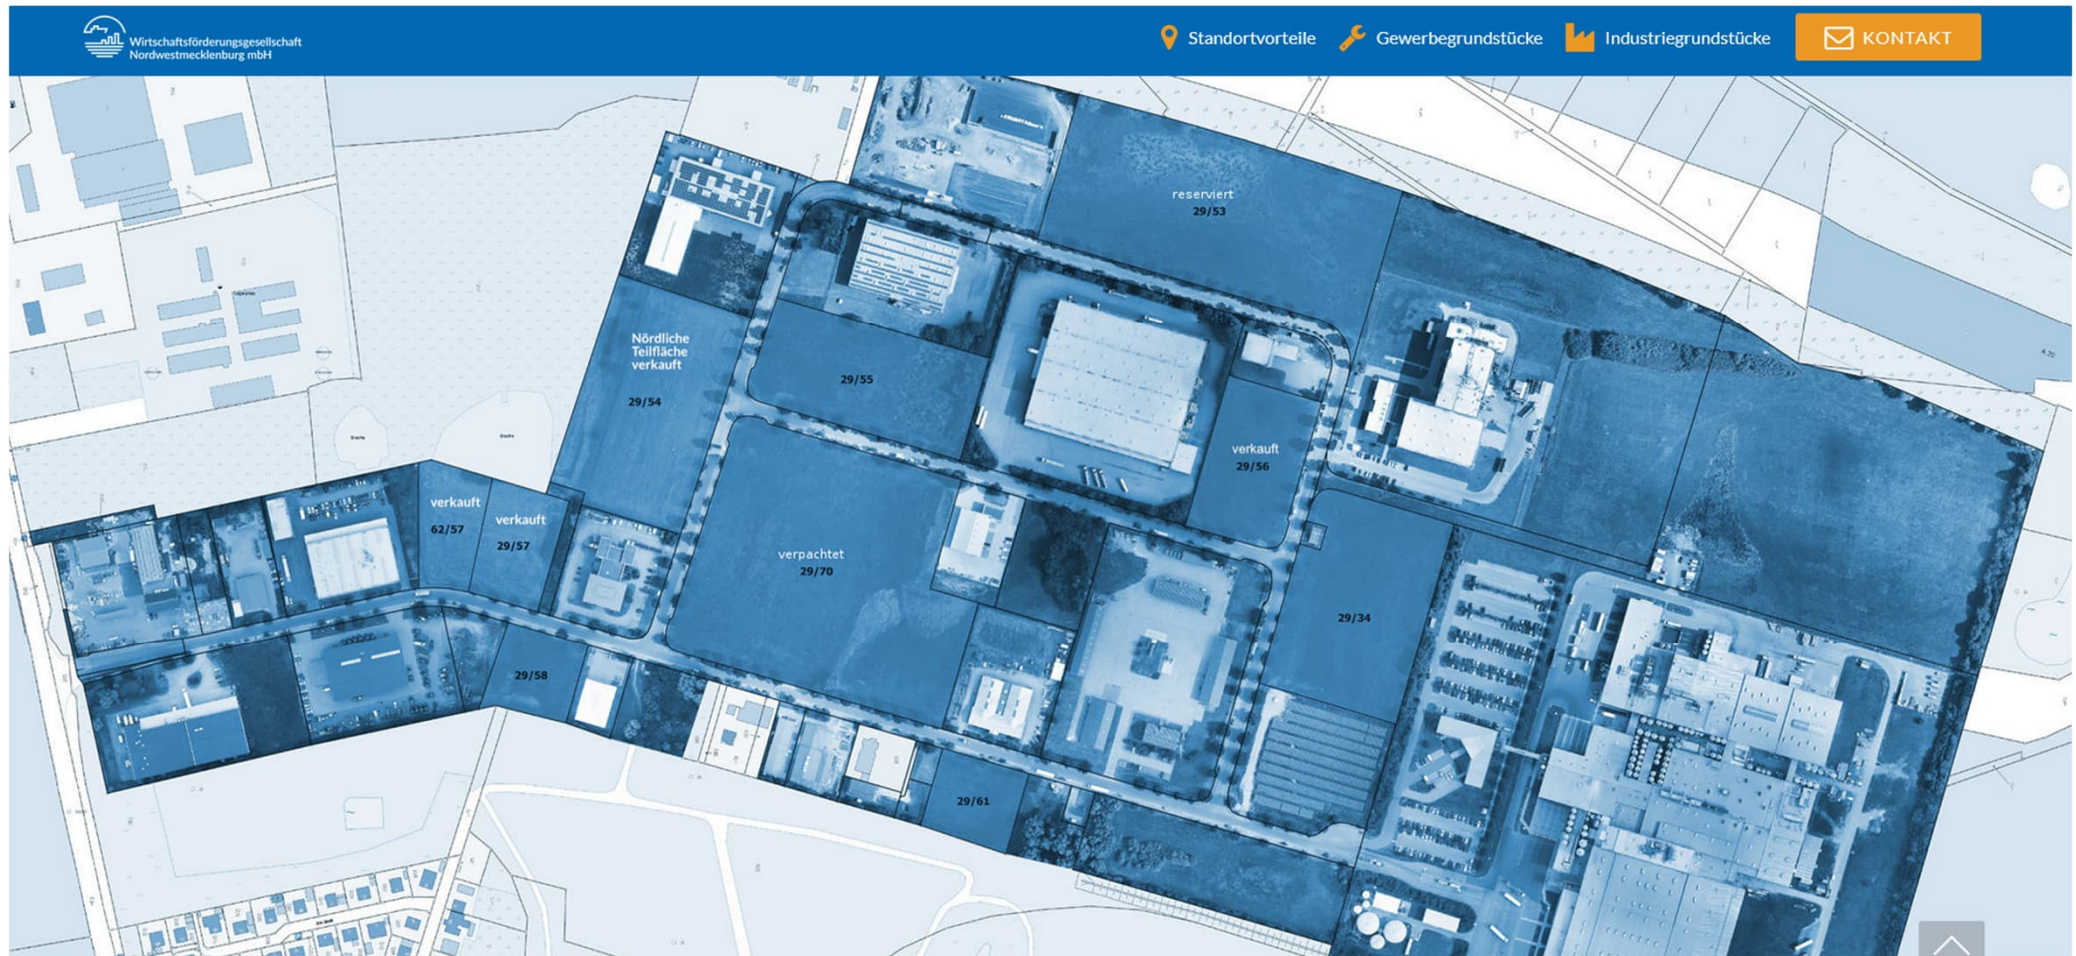 Wirtschaftsförderungsgesellschaft
Nordwestmecklenburg mbH
Standortvorteile
Gewerbegrundstücke
Industriegrundstücke
KONTAKT
reserviert
29/53
Nördliche
Teilfläche
verkauft
29/54
29/55
verkauft
29/56
verkauft
62/57
verkauft
29/57
verpachtet
29/70
29/34
29/58
29/61
A 20